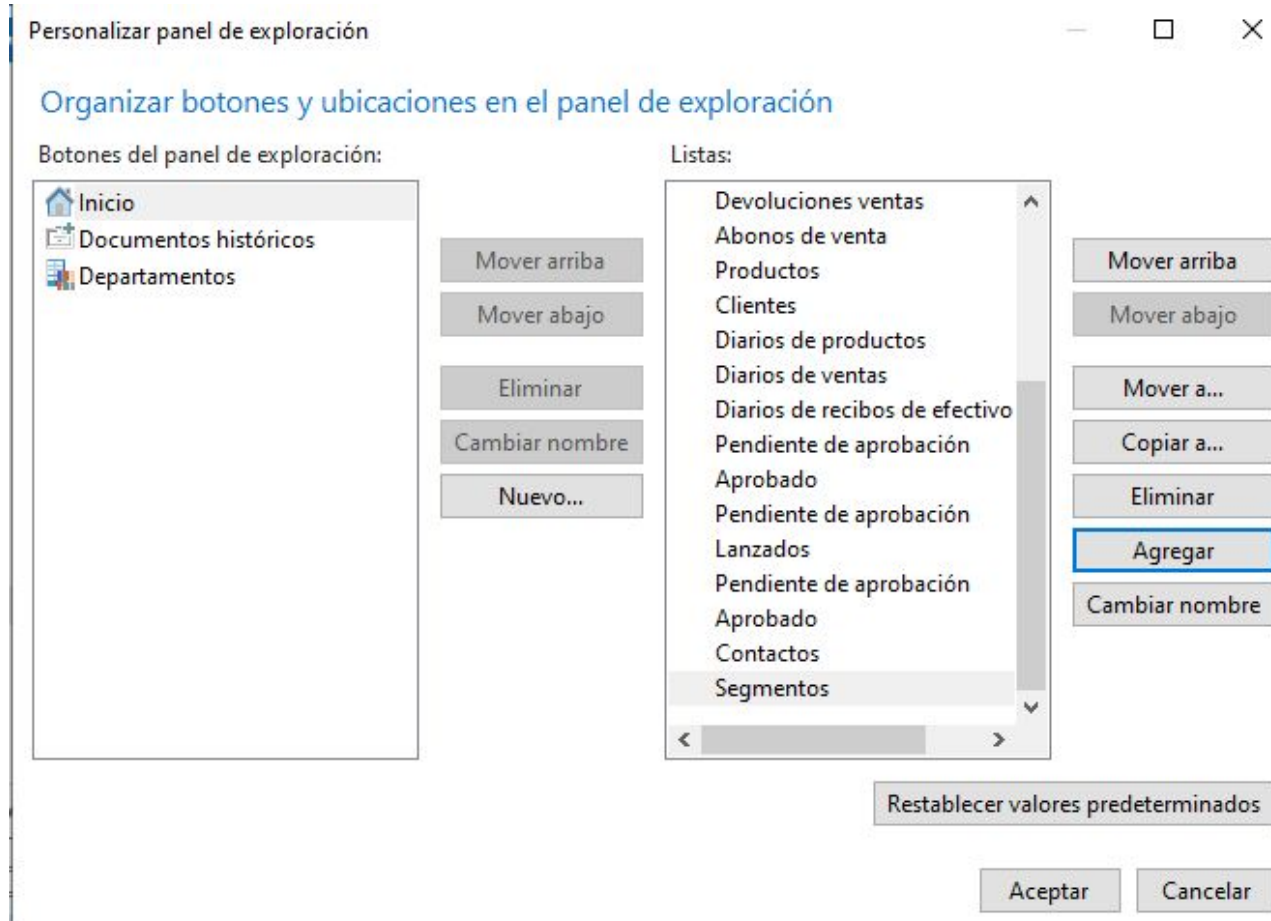 Personalizar panel de exploración
Organizar botones y ubicaciones en el panel de exploración
Botones del panel de exploración:
Inicio
Documentos históricos
Departamentos
Mover arriba
Mover abajo
Eliminar
Cambiar nombre
Nuevo...
Listas:
Devoluciones ventas
Abonos de venta
Productos
Clientes
Diarios de productos
Diarios de ventas
Diarios de recibos de efectivo
Pendiente de aprobación
Aprobado
Pendiente de aprobación
Lanzados
Pendiente de aprobación
Aprobado
Contactos
Segmentos
Mover arriba
Mover abajo
Mover a...
Copiar a...
Eliminar
Agregar
Cambiar nombre
Restablecer valores predeterminados
Aceptar
Cancelar